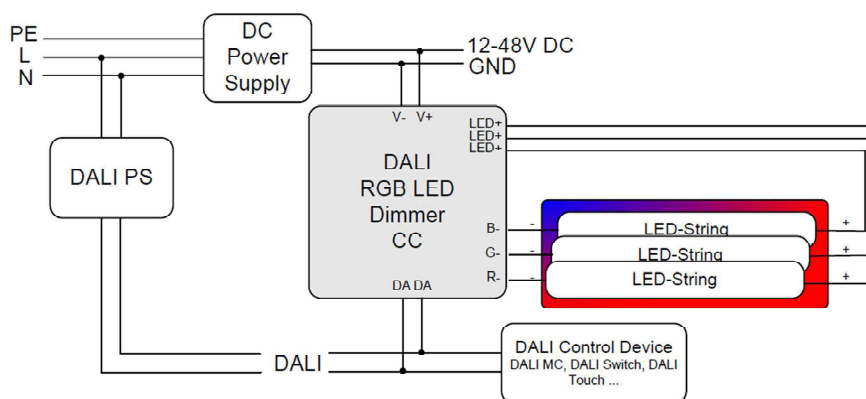 PE
L
N
DC
Power
Supply
12-48V DC
GND
V- V+
LED+
LED+
LED+
DALI PS
DALI
RGB LED
Dimmer
CC
B- - LED-String +
G- - LED-String +
R- - LED-String +
DA DA
DALI
DALI Control Device
DALI MC, DALI Switch, DALI
Touch ...